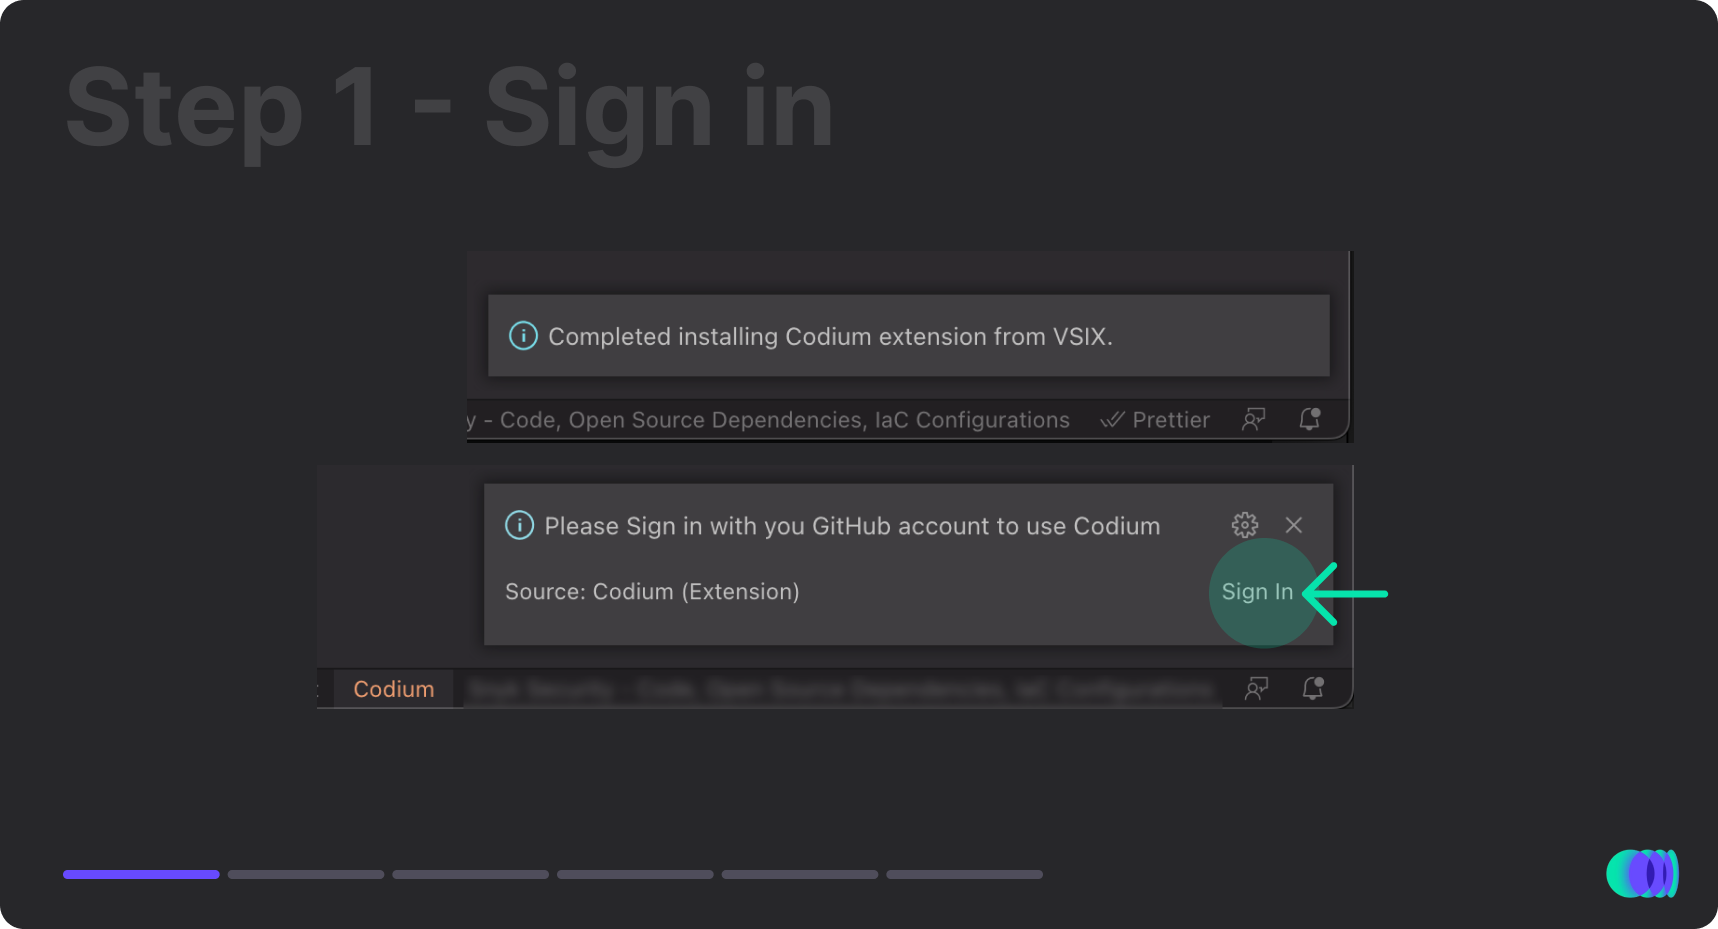 Step 1 - Sign in
Completed installing Codium extension from VSIX.
y - Code, Open Source Dependencies, IaC Configurations Prettier
Please Sign in with you GitHub account to use Codium
Source: Codium (Extension) Sign In
Codium